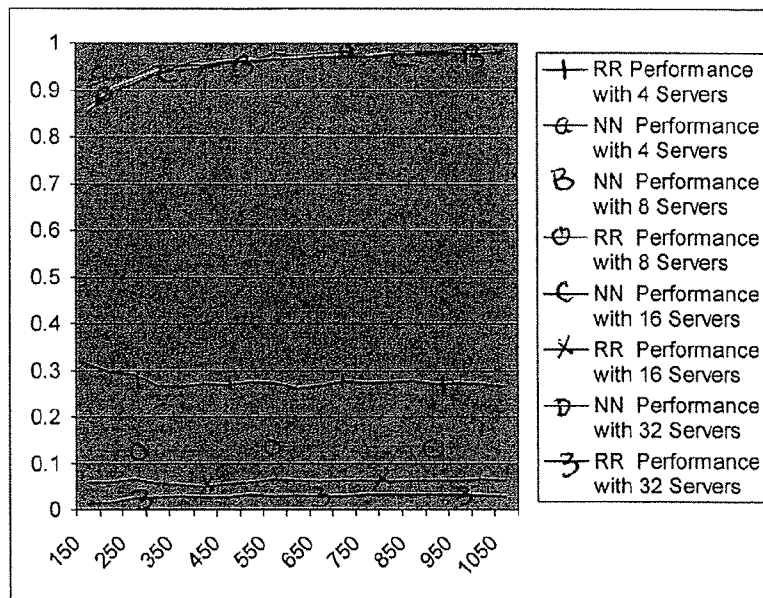 1
0.9
0.8
0.7
0.6
0.5
0.4
0.3
0.2
0.1
0
150
250
350
450
550
650
750
850
950
1050
RR Performance
with 4 Servers
a NN Performance
with 4 Servers
B NN Performance
with 8 Servers
O RR Performance
with 8 Servers
C NN Performance
with 16 Servers
X RR Performance
with 16 Servers
D NN Performance
with 32 Servers
3 RR Performance
with 32 Servers